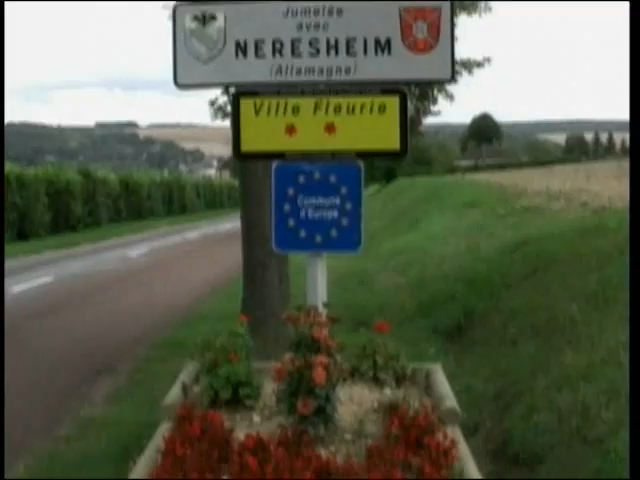 Jumelée
avec
NERESHEIM
(Allemagne)
Ville Fleurie
Commune
d'Europe